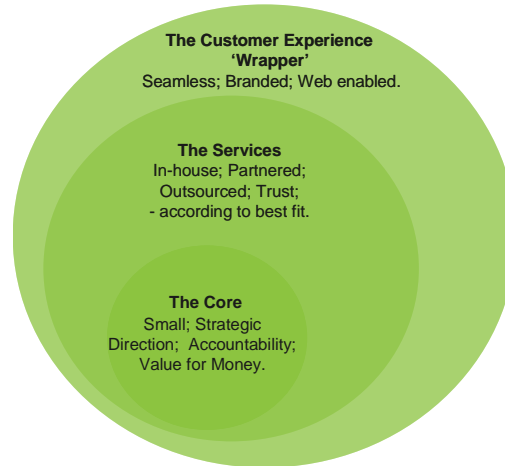 The Customer Experience
‘Wrapper’
Seamless; Branded; Web enabled.
The Services
In-house; Partnered;
Outsourced; Trust;
- according to best fit.
The Core
Small; Strategic
Direction; Accountability;
Value for Money.